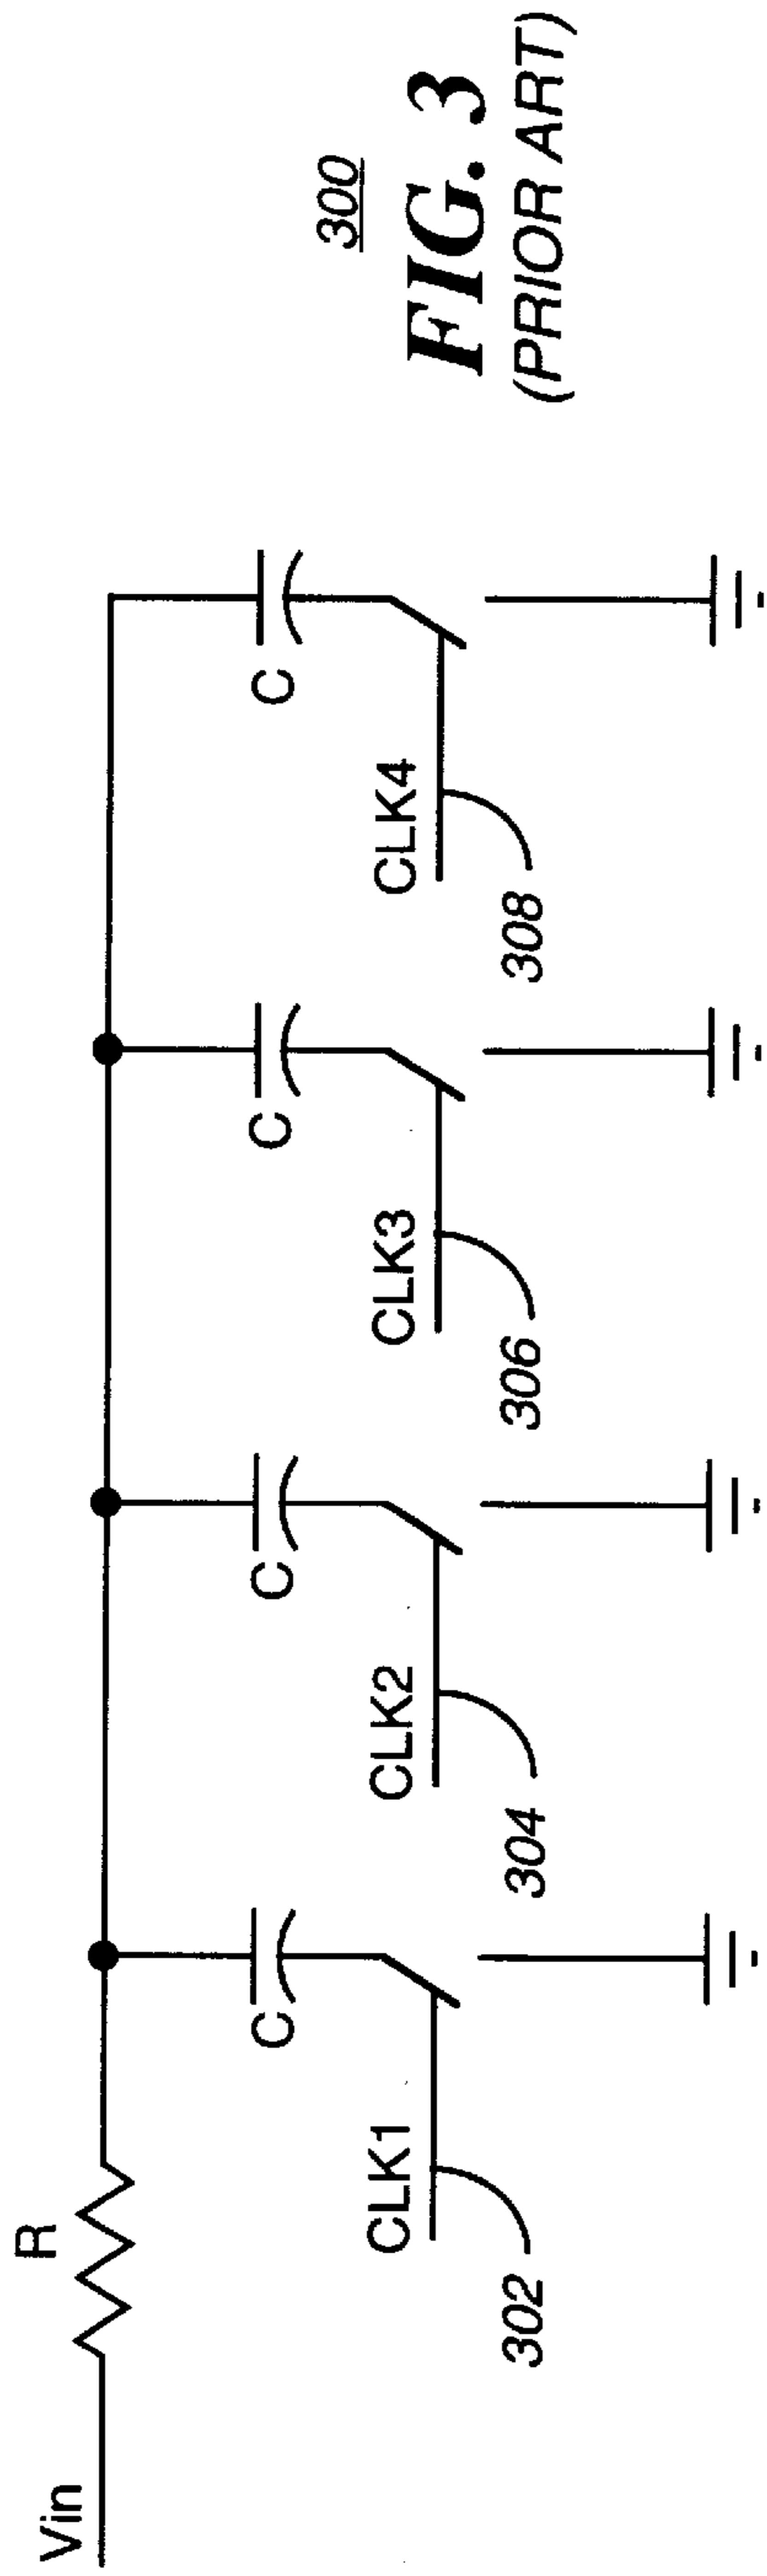 Vin
R
C
C
C
C
CLK1
CLK2
CLK3
CLK4
302
304
306
308
300
FIG. 3
(PRIOR ART)